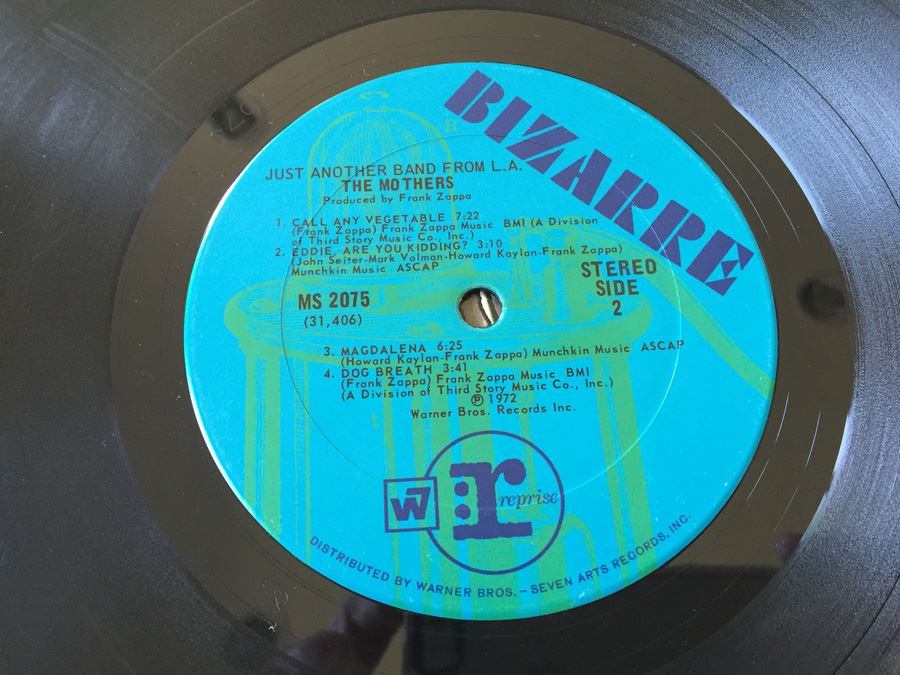 BIZARRE
R
JUST ANOTHER BAND FROM L.A.
THE MOTHERS
Produced by Frank Zappa
1. CALL ANY VEGETABLE 7:22
(Frank Zappa) Frank Zappa Music BMI (A Division
of Third Story Music Co., Inc.)
2. EDDIE, ARE YOU KIDDING? 3:10
(John Seiter-Mark Volman-Howard Kaylan-Frank Zappa)
Munchkin Music ASCAP
MS 2075
(31,406)
STEREO
SIDE
2
3. MAGDALENA 6:25
(Howard Kaylan-Frank Zappa) Munchkin Music ASCAP
4. DOG BREATH 3:41
(Frank Zappa) Frank Zappa Music BMI
(A Division of Third Story Music Co., Inc.)
Ⓟ 1972
Warner Bros. Records Inc.
W7
r: reprise
DISTRIBUTED BY WARNER BROS. – SEVEN ARTS RECORDS, INC.